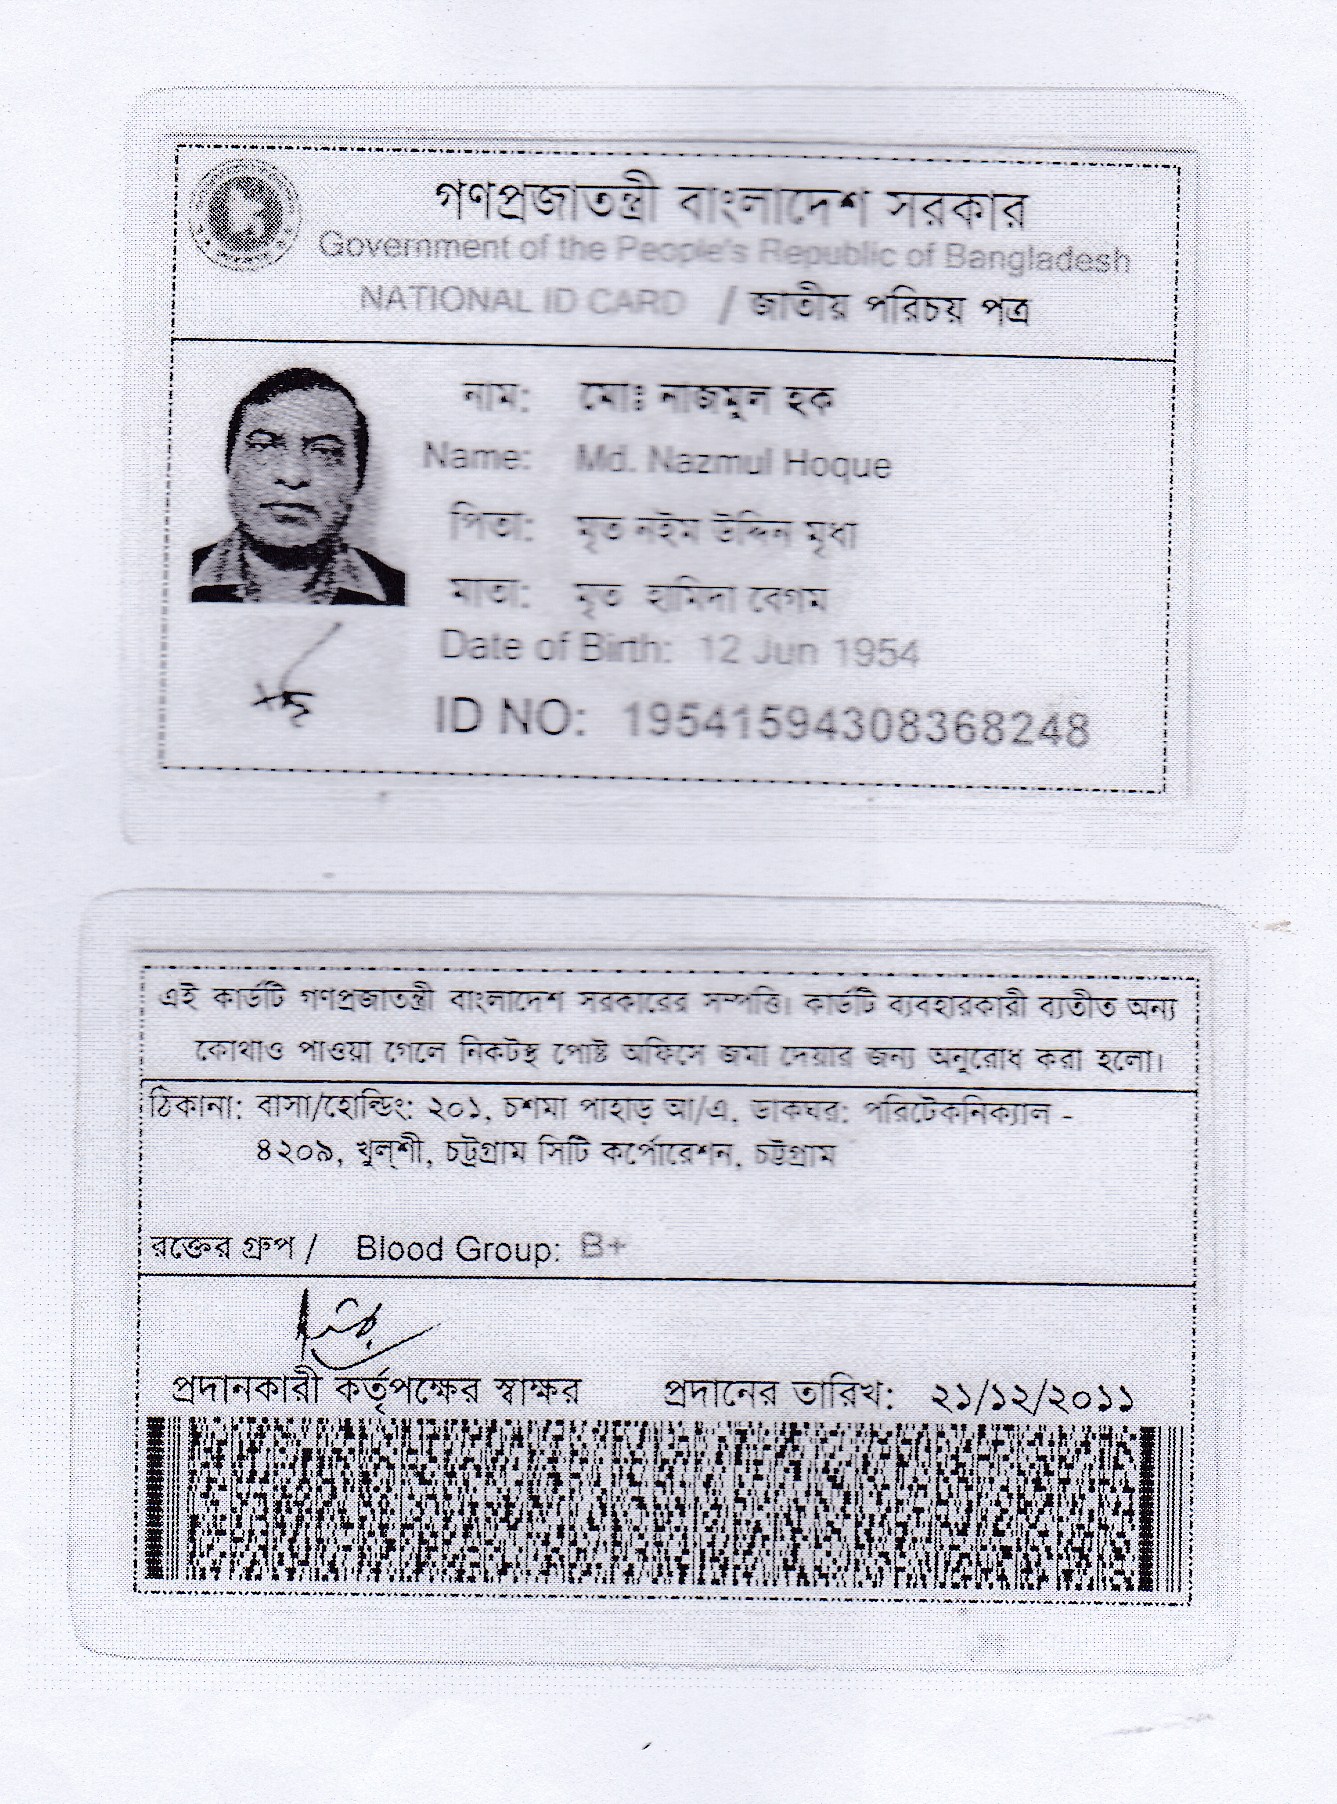 গণপ্রজাতন্ত্রী বাংলাদেশ সরকার
Government of the People's Republic of Bangladesh
NATIONAL ID CARD / জাতীয় পরিচয় পত্র
নাম: মোঃ নাজমুল হক
Name: Md. Nazmul Hoque
পিতা: মৃত নইম উদ্দিন মৃধা
মাতা: মৃত হামিদা বেগম
Date of Birth: 12 Jun 1954
ID NO: 19541594308368248
এই কার্ডটি গণপ্রজাতন্ত্রী বাংলাদেশ সরকারের সম্পত্তি। কার্ডটি ব্যবহারকারী ব্যতীত অন্য
কোথাও পাওয়া গেলে নিকটস্থ পোষ্ট অফিসে জমা দেয়ার জন্য অনুরোধ করা হলো।
ঠিকানা: বাসা/হোল্ডিং: ২০১, চশমা পাহাড় আ/এ, ডাকঘর: পরিটেকনিক্যাল -
৪২০৯, খুল্‌শী, চট্টগ্রাম সিটি কর্পোরেশন, চট্টগ্রাম
রক্তের গ্রুপ / Blood Group: B+
প্রদানকারী কর্তৃপক্ষের স্বাক্ষর প্রদানের তারিখ: ২১/১২/২০১১